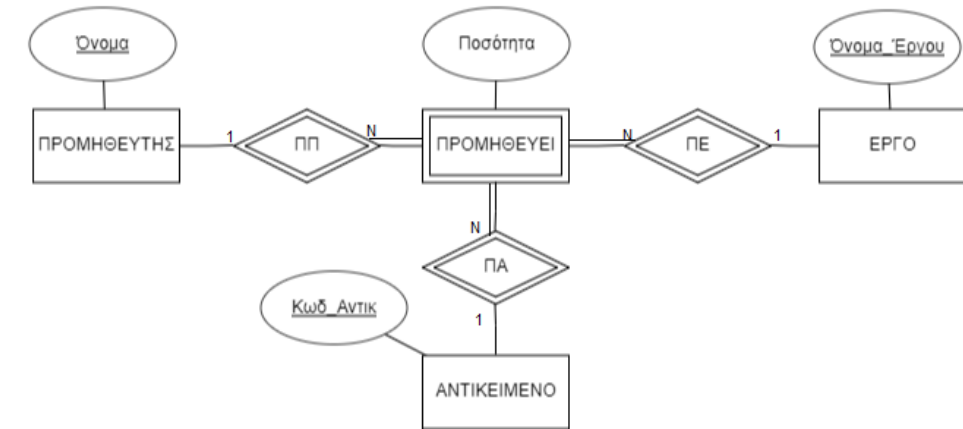 Όνομα
Ποσότητα
Όνομα_Έργου
ΠΡΟΜΗΘΕΥΤΗΣ
1
ΠΠ
N
ΠΡΟΜΗΘΕΥΕΙ
N
ΠΕ
1
ΕΡΓΟ
N
ΠΑ
Κωδ_Αντικ
1
ΑΝΤΙΚΕΙΜΕΝΟ